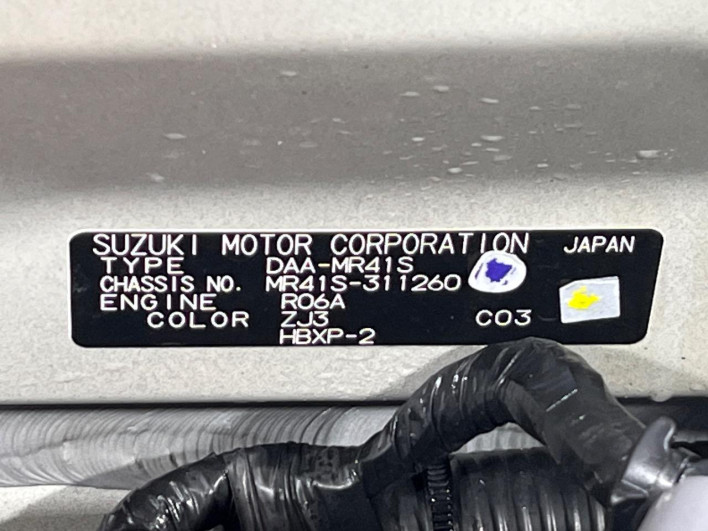 SUZUKI MOTOR CORPORATION JAPAN
TYPE DAA-MR41S
CHASSIS NO. MR41S-311260
ENGINE R06A
COLOR ZJ3 C03
HBXP-2